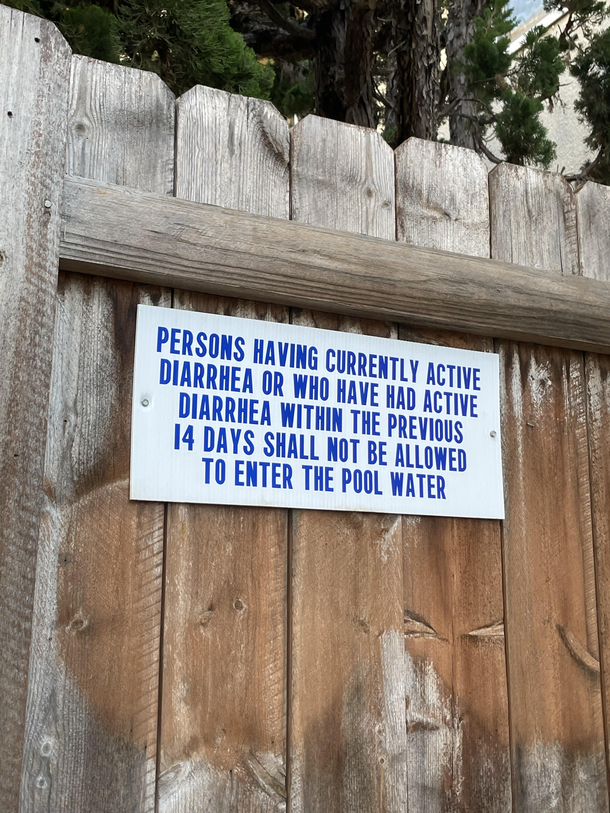 PERSONS HAVING CURRENTLY ACTIVE
DIARRHEA OR WHO HAVE HAD ACTIVE
DIARRHEA WITHIN THE PREVIOUS
14 DAYS SHALL NOT BE ALLOWED
TO ENTER THE POOL WATER